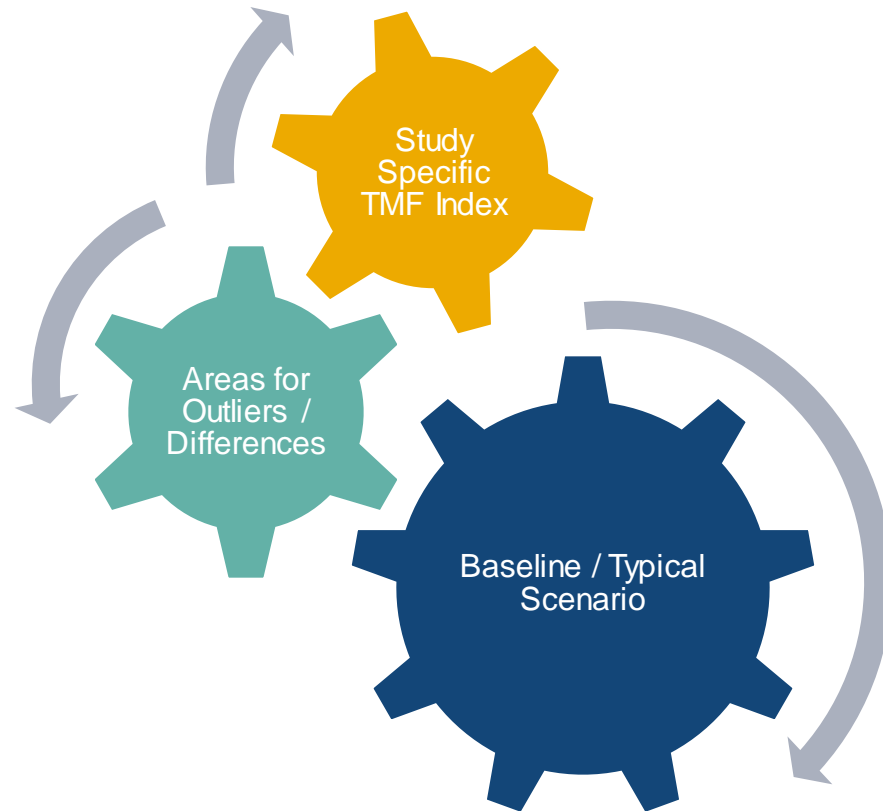 Study
Specific
TMF Index
Areas for
Outliers /
Differences
Baseline / Typical
Scenario